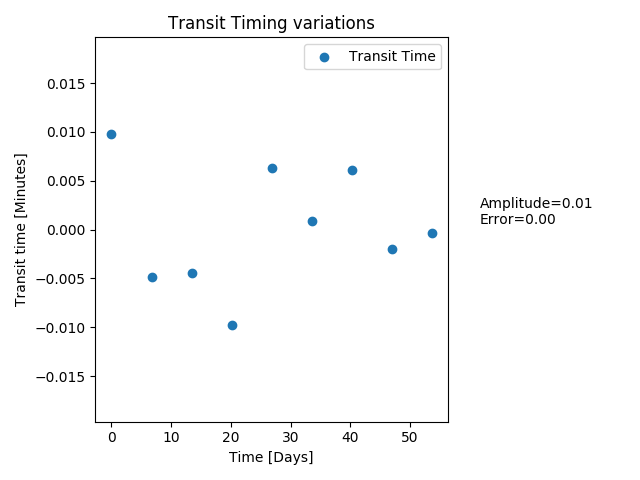 Transit Timing variations
Transit Time
0.015
0.010
0.005
0.000
−0.005
−0.010
−0.015
Transit time [Minutes]
Amplitude=0.01
Error=0.00
0 10 20 30 40 50
Time [Days]